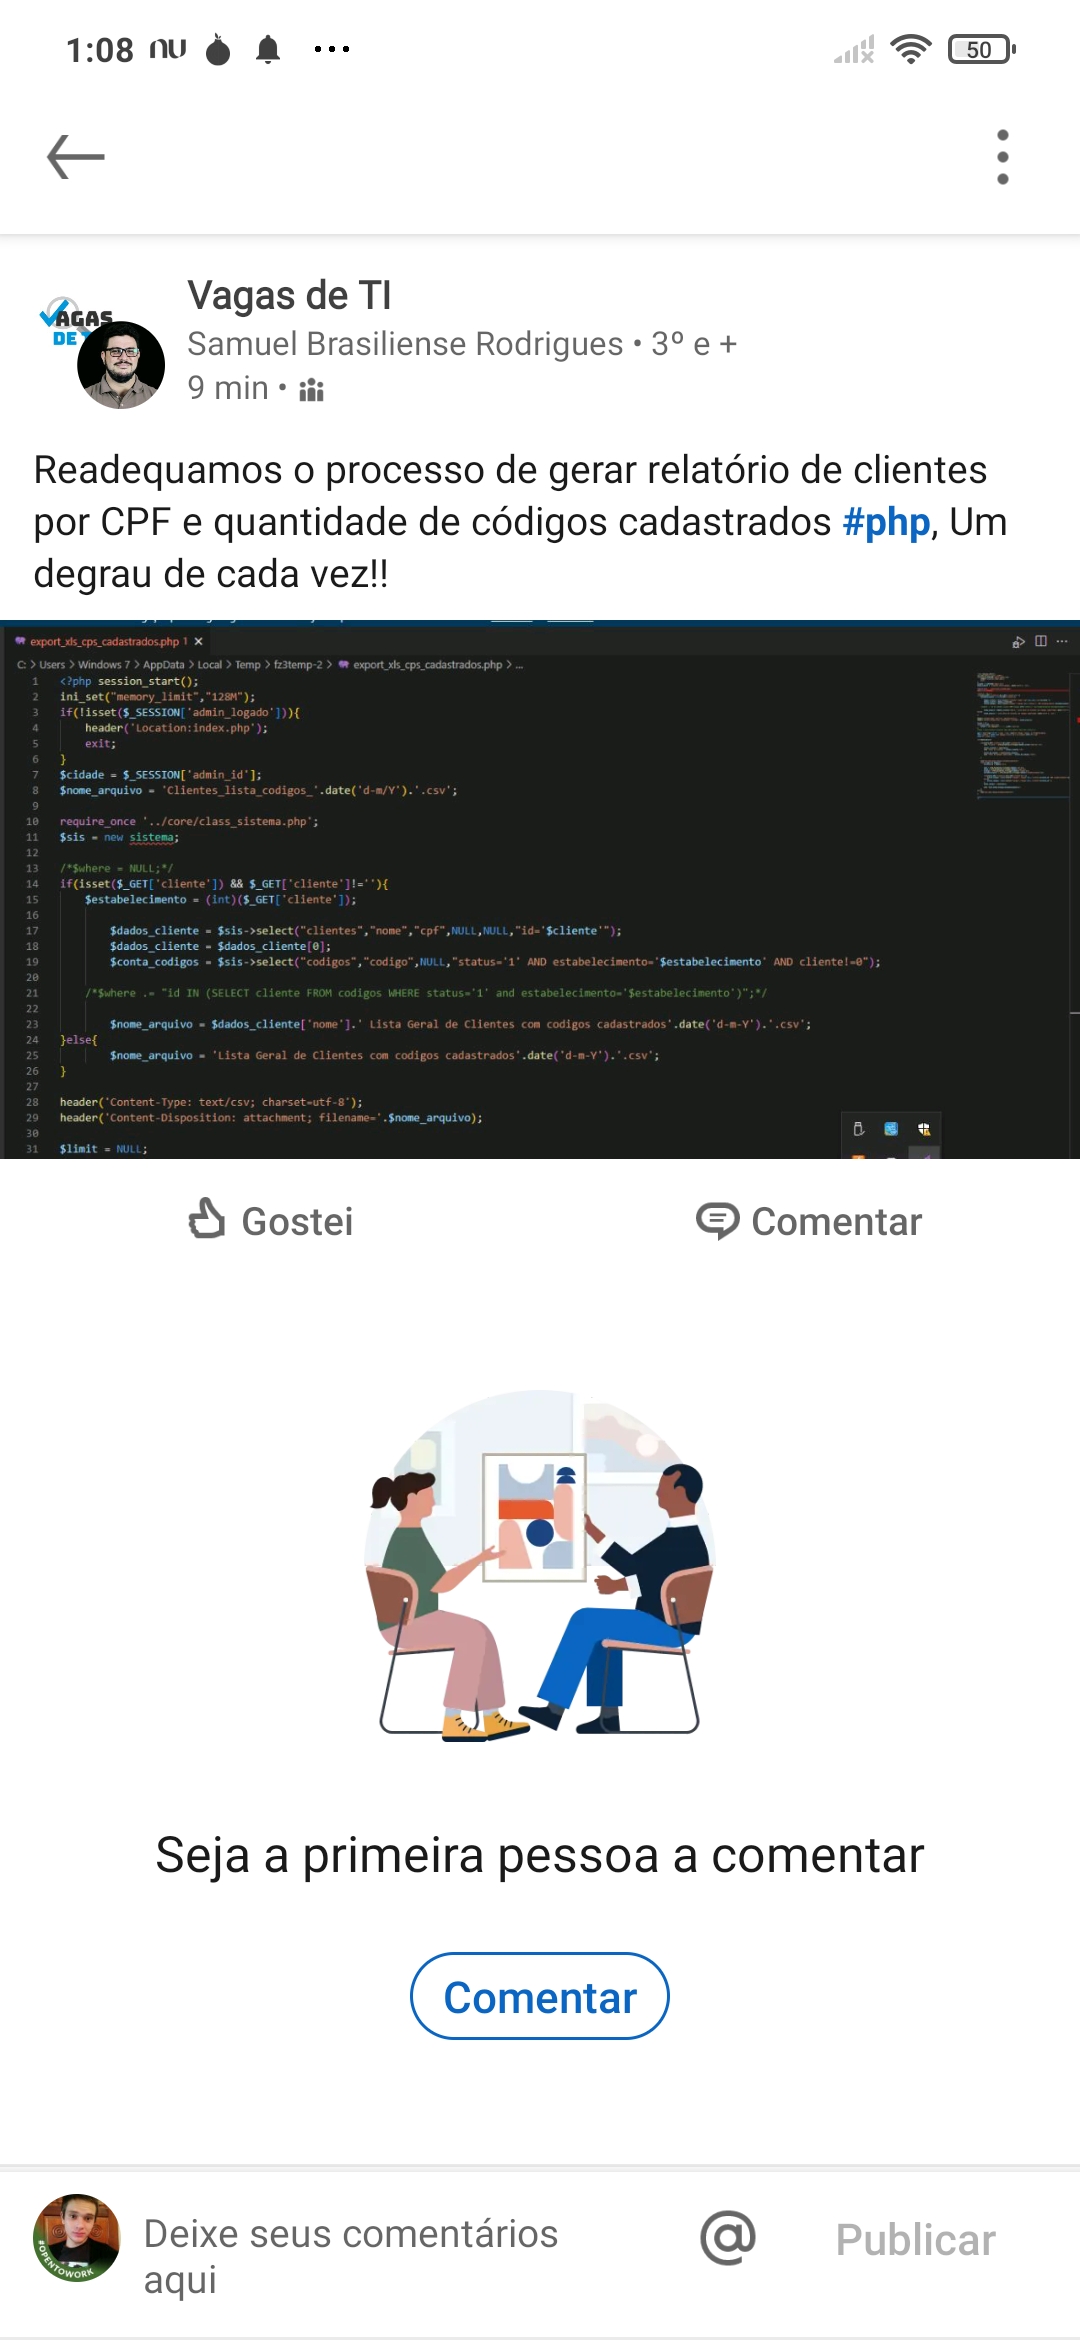 1:08 nu ...
50
Vagas de TI
VAGAS
DE
Samuel Brasiliense Rodrigues • 3º e +
9 min •
Readequamos o processo de gerar relatório de clientes
por CPF e quantidade de códigos cadastrados #php, Um
degrau de cada vez!!
export_xls_cps_cadastrados.php 1 ×
C: > Users > Windows 7 > AppData > Local > Temp > fz3temp-2 > export_xls_cps_cadastrados.php > ...
1 <?php session_start();
2 ini_set("memory_limit","128M");
3 if(!isset($_SESSION['admin_logado'])){
4 header('Location:index.php');
5 exit;
6 }
7 $cidade = $_SESSION['admin_id'];
8 $nome_arquivo = 'Clientes_lista_codigos_'.date('d-m/Y').'.csv';
9
10 require_once '../core/class_sistema.php';
11 $sis = new sistema;
12
13 /*$where = NULL;*/
14 if(isset($_GET['cliente']) && $_GET['cliente']!=''){
15 $estabelecimento = (int)($_GET['cliente']);
16
17 $dados_cliente = $sis->select("clientes","nome","cpf",NULL,NULL,"id='$cliente'");
18 $dados_cliente = $dados_cliente[0];
19 $conta_codigos = $sis->select("codigos","codigo",NULL,"status='1' AND estabelecimento='$estabelecimento' AND cliente!=0");
20
21 /*$where .= "id IN (SELECT cliente FROM codigos WHERE status='1' and estabelecimento='$estabelecimento')";*/
22
23 $nome_arquivo = $dados_cliente['nome'].' Lista Geral de Clientes com codigos cadastrados'.date('d-m-Y').'.csv';
24 }else{
25 $nome_arquivo = 'Lista Geral de Clientes com codigos cadastrados'.date('d-m-Y').'.csv';
26 }
27
28 header('Content-Type: text/csv; charset=utf-8');
29 header('Content-Disposition: attachment; filename='.$nome_arquivo);
30
31 $limit = NULL;
Gostei
Comentar
Seja a primeira pessoa a comentar
Comentar
#OPENTOWORK
Deixe seus comentários
aqui
@
Publicar